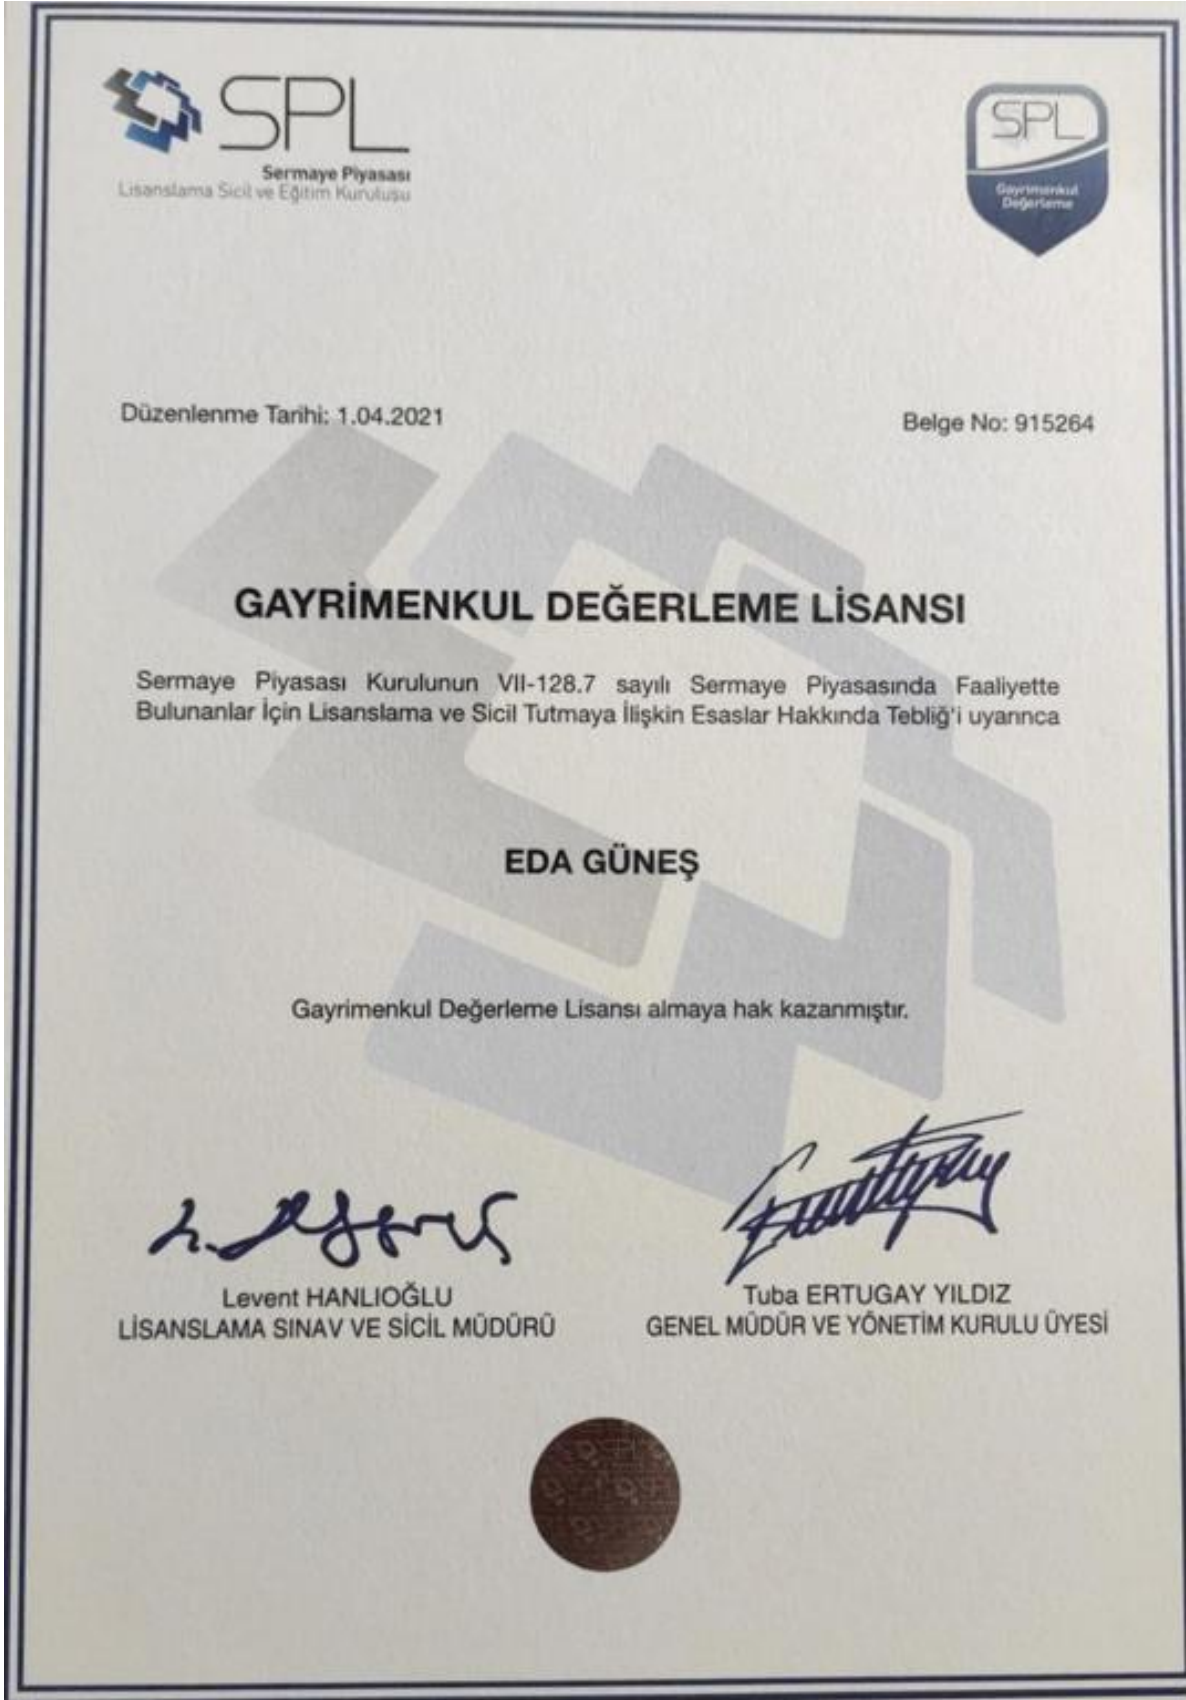 SPL
Sermaye Piyasası
Lisanslama Sicil ve Eğitim Kuruluşu
SPL
Gayrimenkul
Değerleme
Düzenlenme Tarihi: 1.04.2021
Belge No: 915264
GAYRİMENKUL DEĞERLEME LİSANSI
Sermaye Piyasası Kurulunun VII-128.7 sayılı Sermaye Piyasasında Faaliyette
Bulunanlar İçin Lisanslama ve Sicil Tutmaya İlişkin Esaslar Hakkında Tebliğ'i uyarınca
EDA GÜNEŞ
Gayrimenkul Değerleme Lisansı almaya hak kazanmıştır.
Levent HANLIOĞLU
LİSANSLAMA SINAV VE SİCİL MÜDÜRÜ
Tuba ERTUGAY YILDIZ
GENEL MÜDÜR VE YÖNETİM KURULU ÜYESİ